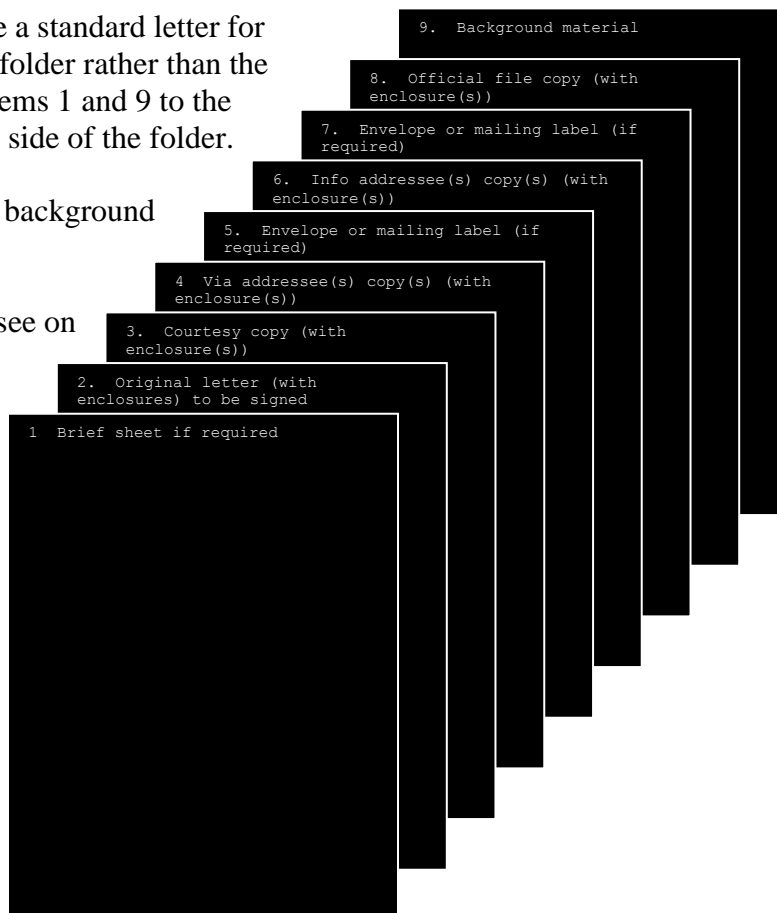 e a standard letter for
folder rather than the
ems 1 and 9 to the
side of the folder.
background
see on
9. Background material
8. Official file copy (with
enclosure(s))
7. Envelope or mailing label (if
required)
6. Info addressee(s) copy(s) (with
enclosure(s))
5. Envelope or mailing label (if
required)
4 Via addressee(s) copy(s) (with
enclosure(s))
3. Courtesy copy (with
enclosure(s))
2. Original letter (with
enclosures) to be signed
1 Brief sheet if required